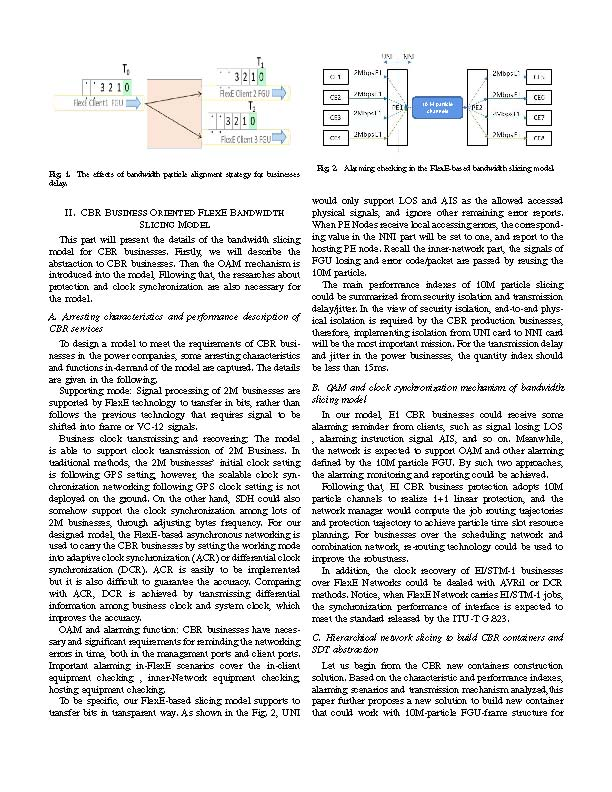 T0
T1
3 2 1 0
3 2 1 0
FlexE Client1 FGU
FlexE Client 2 FGU
T2
3 2 1 0
FlexE Client 3 FGU
Fig. 1. The effects of bandwidth particle alignment strategy for businesses
delay.
II. CBR Business Oriented FlexE Bandwidth
Slicing Model
This part will present the details of the bandwidth slicing
model for CBR businesses. Firstly, we will describe the
abstraction to CBR businesses. Then the OAM mechanism is
introduced into the model, Fllowing that, the researches about
protection and clock synchronization are also necessary for
the model.
A. Arresting characteristics and performance description of
CBR services
To design a model to meet the requirements of CBR busi-
nesses in the power companies, some arresting characteristics
and functions in-demand of the model are captured. The details
are given in the following.
Supporting mode: Signal processing of 2M businesses are
supported by FlexE technology to transfer in bits, rather than
follows the previous technology that requires signal to be
shifted into frame or VC-12 signals.
Business clock transmitting and recovering: The model
is able to support clock transmission of 2M Business. In
traditional methods, the 2M businesses' initial clock setting
is following GPS setting, however, the scalable clock syn-
chronization networking following GPS clock setting is not
deployed on the ground. On the other hand, SDH could also
somehow support the clock synchronization among lots of
2M businesses, through adjusting bytes frequency. For our
designed model, the FlexE-based asynchronous networking is
used to carry the CBR businesses by setting the working mode
into adaptive clock synchronization (ACR) or differential clock
synchronization (DCR). ACR is easily to be implemented
but it is also difficult to guarantee the accuracy. Comparing
with ACR, DCR is achieved by transmitting differential
information among business clock and system clock, which
improves the accuracy.
OAM and alarming function: CBR businesses have neces-
sary and significant requirements for reminding the networking
errors in time, both in the management ports and client ports.
Important alarming in-FlexE scenarios cover the in-client
equipment checking , inner-Network equipment checking,
hosting equipment checking.
To be specific, our FlexE-based slicing model supports to
transfer bits in transparent way. As shown in the Fig. 2, UNI
UNI NNI
CE1 2MbpsE1
CE2 2MbpsE1
CE3 2MbpsE1
CE4 2MbpsE1
PE1
10M particle
channels
PE2
2MbpsE1 CE5
2MbpsE1 CE6
2MbpsE1 CE7
2MbpsE1 CE8
Fig. 2. Alarming checking in the FlexE-based bandwidth slicing model.
would only support LOS and AIS as the allowed accessed
physical signals, and ignore other remaining error reports.
When PE Nodes receive local accessing errors, the correspond-
ing value in the NNI part will be set to one, and report to the
hosting PE node. Recall the inner-network part, the signals of
FGU losing and error code/packet are passed by reusing the
10M particle.
The main performance indexes of 10M particle slicing
could be summarized from security isolation and transmission
delay/jitter. In the view of security isolation, end-to-end phys-
ical isolation is required by the CBR production businesses,
therefore, implementing isolation from UNI card to NNI card
will be the most important mission. For the transmission delay
and jitter in the power businesses, the quantity index should
be less than 15ms.
B. OAM and clock synchronization mechanism of bandwidth
slicing model
In our model, E1 CBR businesses could receive some
alarming reminder from clients, such as signal losing LOS
, alarming instruction signal AIS, and so on. Meanwhile,
the network is expected to support OAM and other alarming
defined by the 10M particle FGU. By such two approaches,
the alarming monitoring and reporting could be achieved.
Following that, EI CBR business protection adopts 10M
particle channels to realize 1+1 linear protection, and the
network manager would compute the job routing trajectories
and protection trajectory to achieve particle time slot resource
planning. For businesses over the scheduling network and
combination network, re-routing technology could be used to
improve the robustness.
In addition, the clock recovery of EI/STM-1 businesses
over FlexE Networks could be dealed with AVRil or DCR
methods. Notice, when FlexE Network carries EI/STM-1 jobs,
the synchronization performance of interface is expected to
meet the standard released by the ITU-T G.823.
C. Hierarchical network slicing to build CBR containers and
SDT abstraction
Let us begin from the CBR new containers construction
solution. Based on the characteristic and performance indexes,
alarming scenarios and transmission mechanism analyzed,this
paper further proposes a new solution to build new container
that could work with 10M-particle FGU-frame structure for